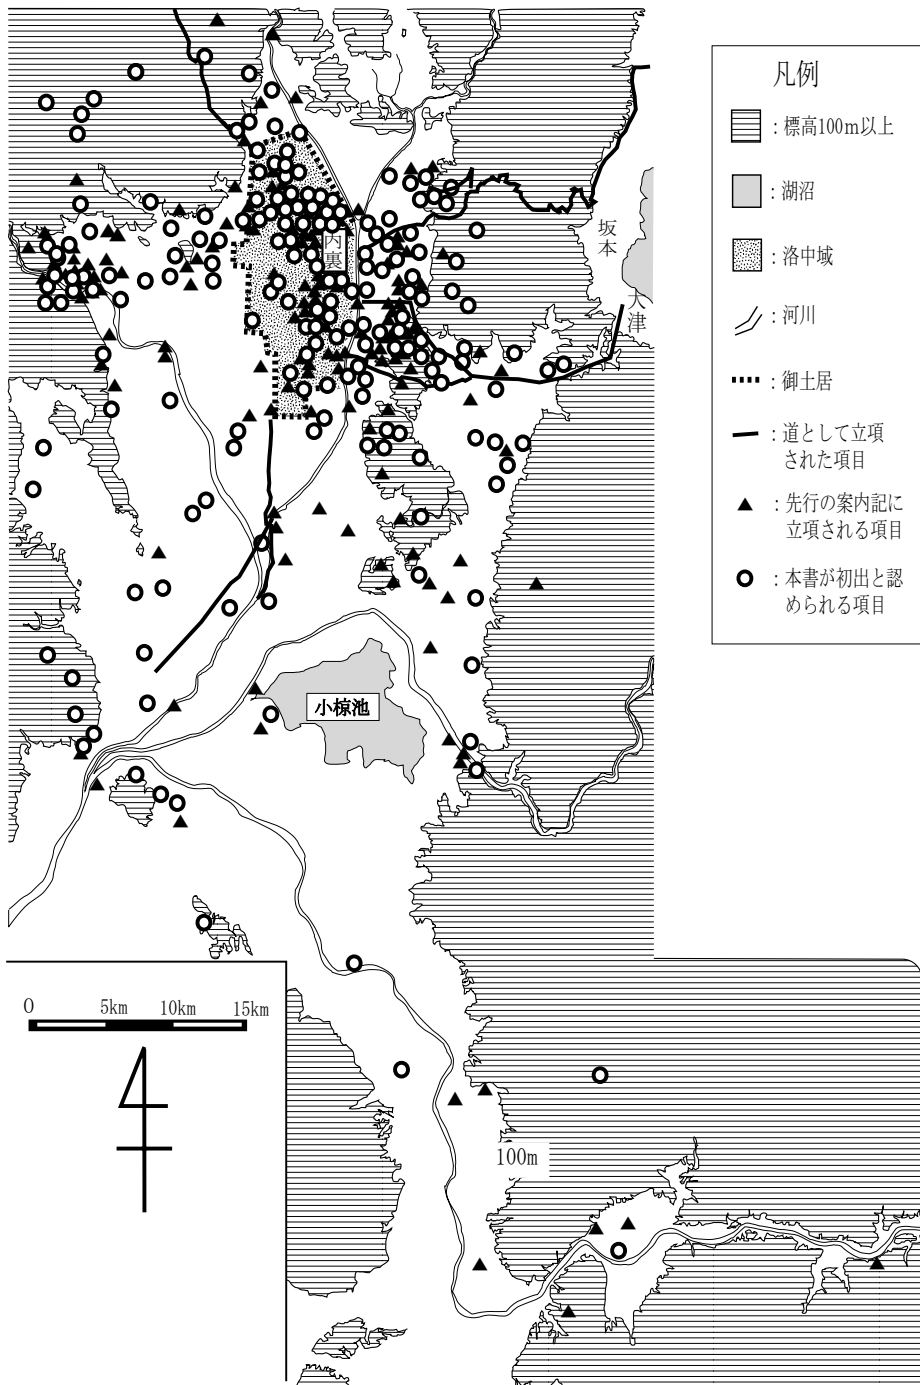 凡例
：標高100m以上
：湖沼
：洛中域
：河川
：御土居
：道として立項
された項目
：先行の案内記に
立項される項目
：本書が初出と認
められる項目
内裏
坂本
大津
小椋池
0 5km 10km 15km
100m